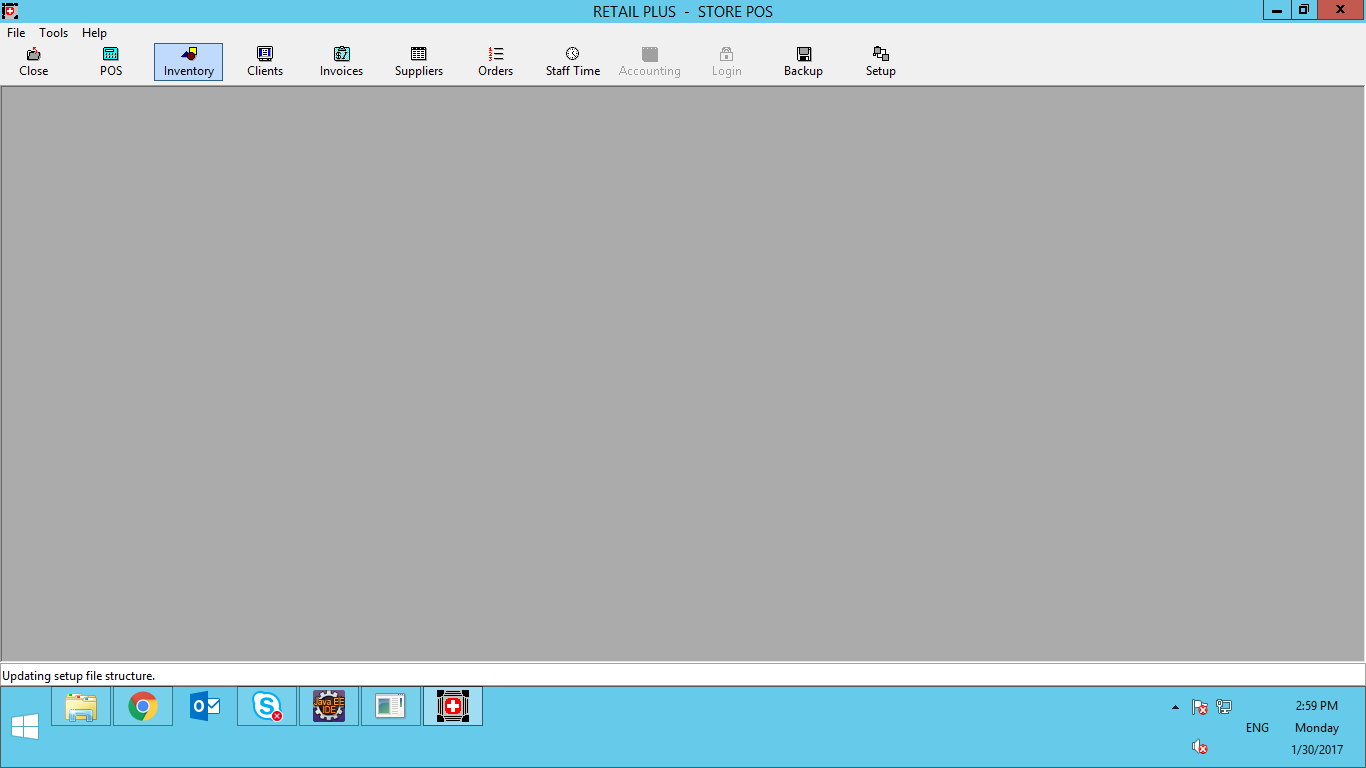 RETAIL PLUS - STORE POS
File Tools Help
Close POS Inventory Clients Invoices Suppliers Orders Staff Time Accounting Login Backup Setup
Updating setup file structure.
Java EE
IDE
2:59 PM
ENG Monday
1/30/2017